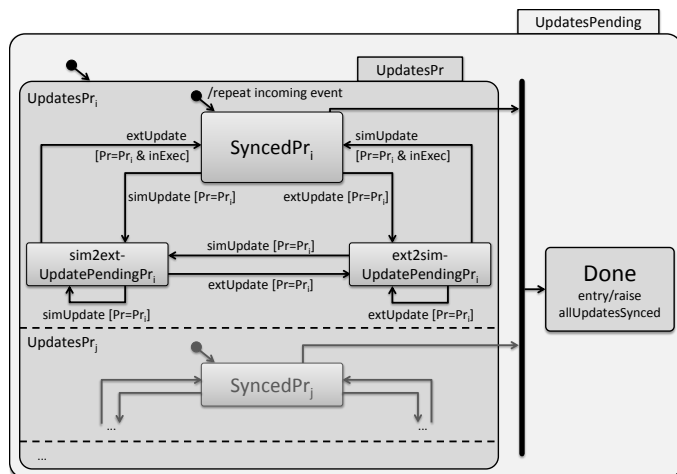 UpdatesPending
UpdatesPr
UpdatesPrᵢ
/repeat incoming event
extUpdate
[Pr=Prᵢ & inExec]
SyncedPrᵢ
simUpdate
[Pr=Prᵢ & inExec]
simUpdate [Pr=Prᵢ]
extUpdate [Pr=Prᵢ]
sim2ext-
UpdatePendingPrᵢ
simUpdate [Pr=Prᵢ]
extUpdate [Pr=Prᵢ]
ext2sim-
UpdatePendingPrᵢ
simUpdate [Pr=Prᵢ]
extUpdate [Pr=Prᵢ]
Done
entry/raise
allUpdatesSynced
UpdatesPrⱼ
SyncedPrⱼ
...
...
...